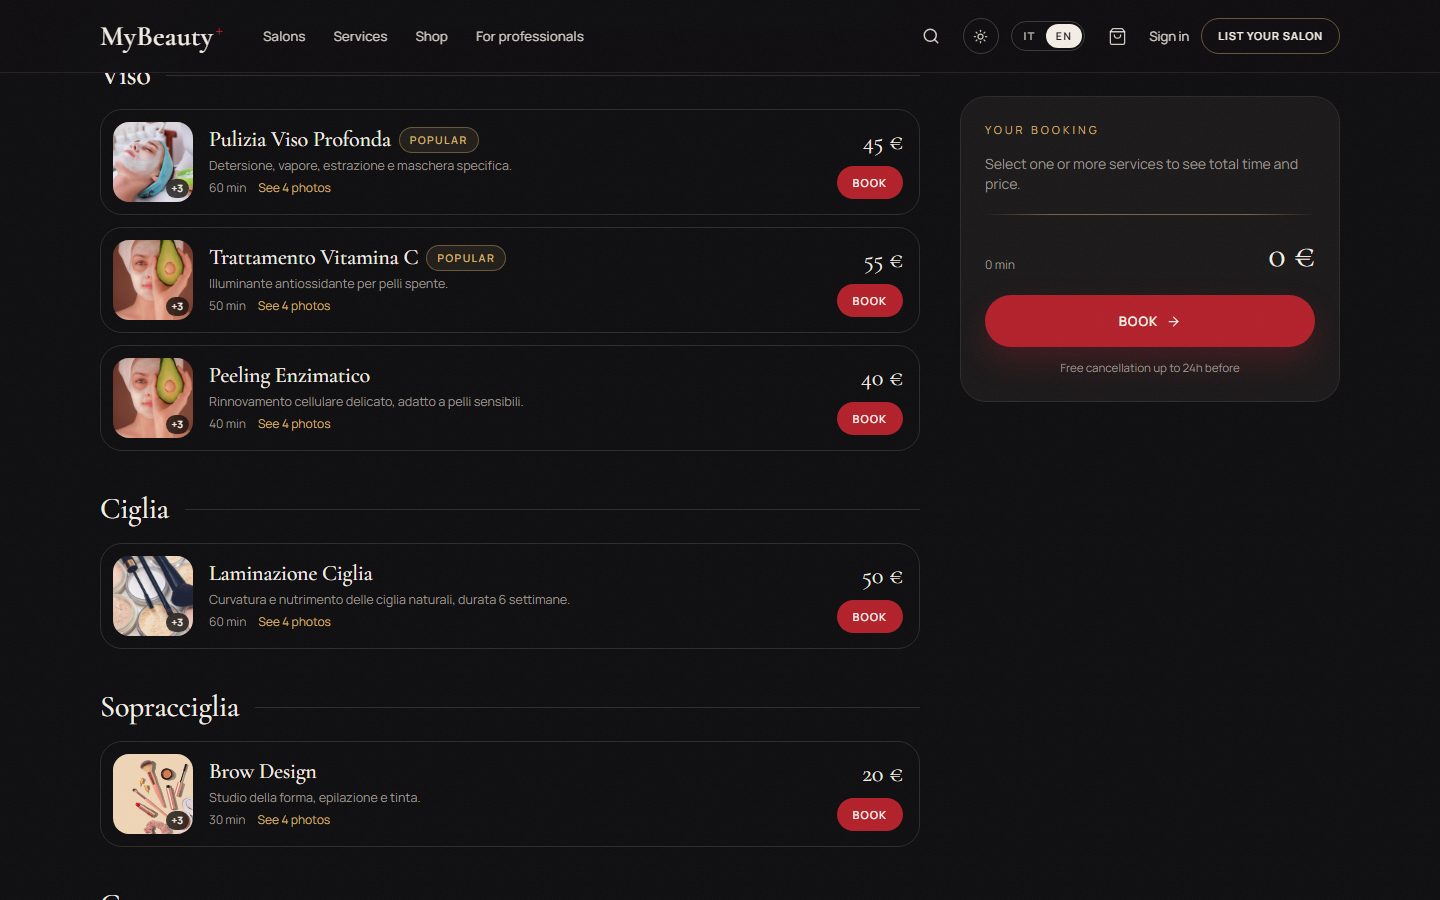 MyBeauty+
Salons
Services
Shop
For professionals
IT
EN
Sign in
LIST YOUR SALON
Viso
+3
Pulizia Viso Profonda
POPULAR
Detersione, vapore, estrazione e maschera specifica.
60 min
See 4 photos
45 €
BOOK
+3
Trattamento Vitamina C
POPULAR
Illuminante antiossidante per pelli spente.
50 min
See 4 photos
55 €
BOOK
+3
Peeling Enzimatico
Rinnovamento cellulare delicato, adatto a pelli sensibili.
40 min
See 4 photos
40 €
BOOK
Ciglia
+3
Laminazione Ciglia
Curvatura e nutrimento delle ciglia naturali, durata 6 settimane.
60 min
See 4 photos
50 €
BOOK
Sopracciglia
+3
Brow Design
Studio della forma, epilazione e tinta.
30 min
See 4 photos
20 €
BOOK
YOUR BOOKING
Select one or more services to see total time and
price.
0 min
0 €
BOOK →
Free cancellation up to 24h before